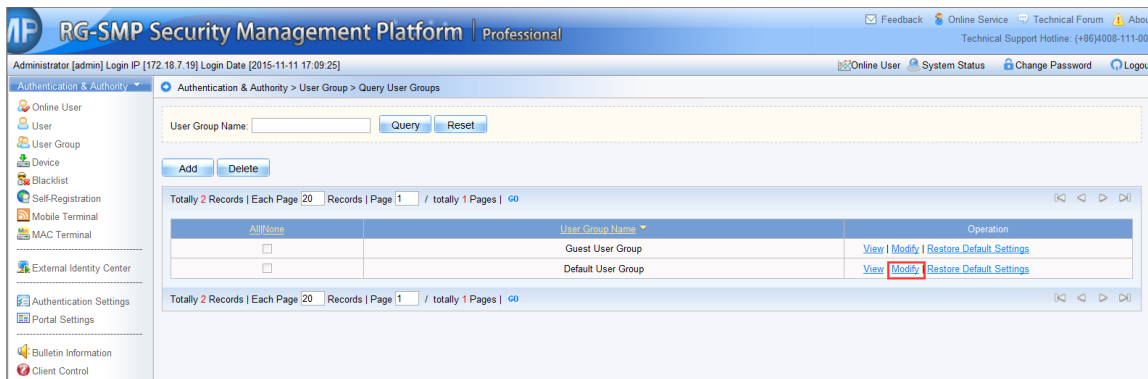 MP RG-SMP Security Management Platform | Professional
Feedback Online Service Technical Forum Abou
Technical Support Hotline: (+86)4008-111-00
Administrator [admin] Login IP [172.18.7.19] Login Date [2015-11-11 17:09:25]
Online User System Status Change Password Logou
Authentication & Authority
Authentication & Authority > User Group > Query User Groups
Online User
User
User Group
Device
Blacklist
Self-Registration
Mobile Terminal
MAC Terminal
External Identity Center
Authentication Settings
Portal Settings
Bulletin Information
Client Control
User Group Name: Query Reset
Add Delete
Totally 2 Records | Each Page 20 Records | Page 1 / totally 1 Pages | GO
All|None User Group Name Operation
Guest User Group View | Modify | Restore Default Settings
Default User Group View | Modify | Restore Default Settings
Totally 2 Records | Each Page 20 Records | Page 1 / totally 1 Pages | GO